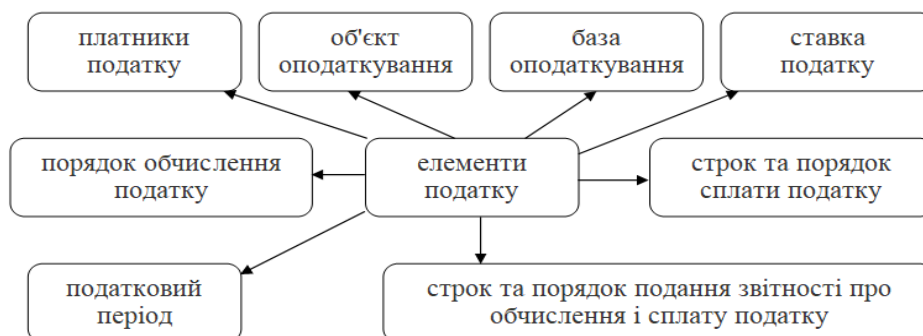 платники
податку
об'єкт
оподаткування
база
оподаткування
ставка
податку
порядок обчислення
податку
елементи
податку
строк та порядок
сплати податку
податковий
період
строк та порядок подання звітності про
обчислення і сплату податку